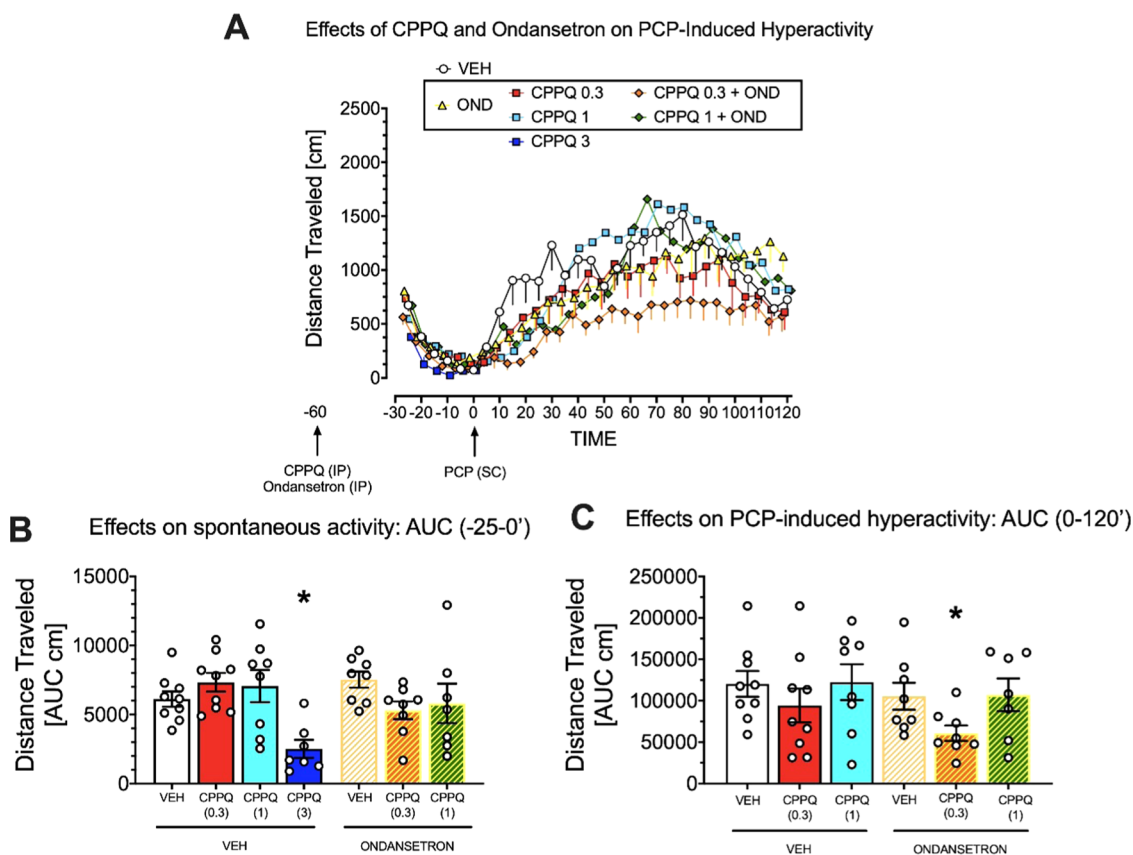 A
Effects of CPPQ and Ondansetron on PCP-Induced Hyperactivity
VEH
OND
CPPQ 0.3
CPPQ 0.3 + OND
CPPQ 1
CPPQ 1 + OND
CPPQ 3
Distance Traveled [cm]
2500
2000
1500
1000
500
0
-30 -20 -10 0 10 20 30 40 50 60 70 80 90 100 110 120
TIME
-60
CPPQ (IP)
Ondansetron (IP)
PCP (SC)
B
Effects on spontaneous activity: AUC (-25-0’)
Distance Traveled
[AUC cm]
15000
10000
5000
0
*
VEH CPPQ CPPQ CPPQ VEH CPPQ CPPQ
(0.3) (1) (3) (0.3) (1)
VEH ONDANSETRON
C
Effects on PCP-induced hyperactivity: AUC (0-120’)
Distance Traveled
[AUC cm]
250000
200000
150000
100000
50000
0
*
VEH CPPQ CPPQ VEH CPPQ CPPQ
(0.3) (1) (0.3) (1)
VEH ONDANSETRON